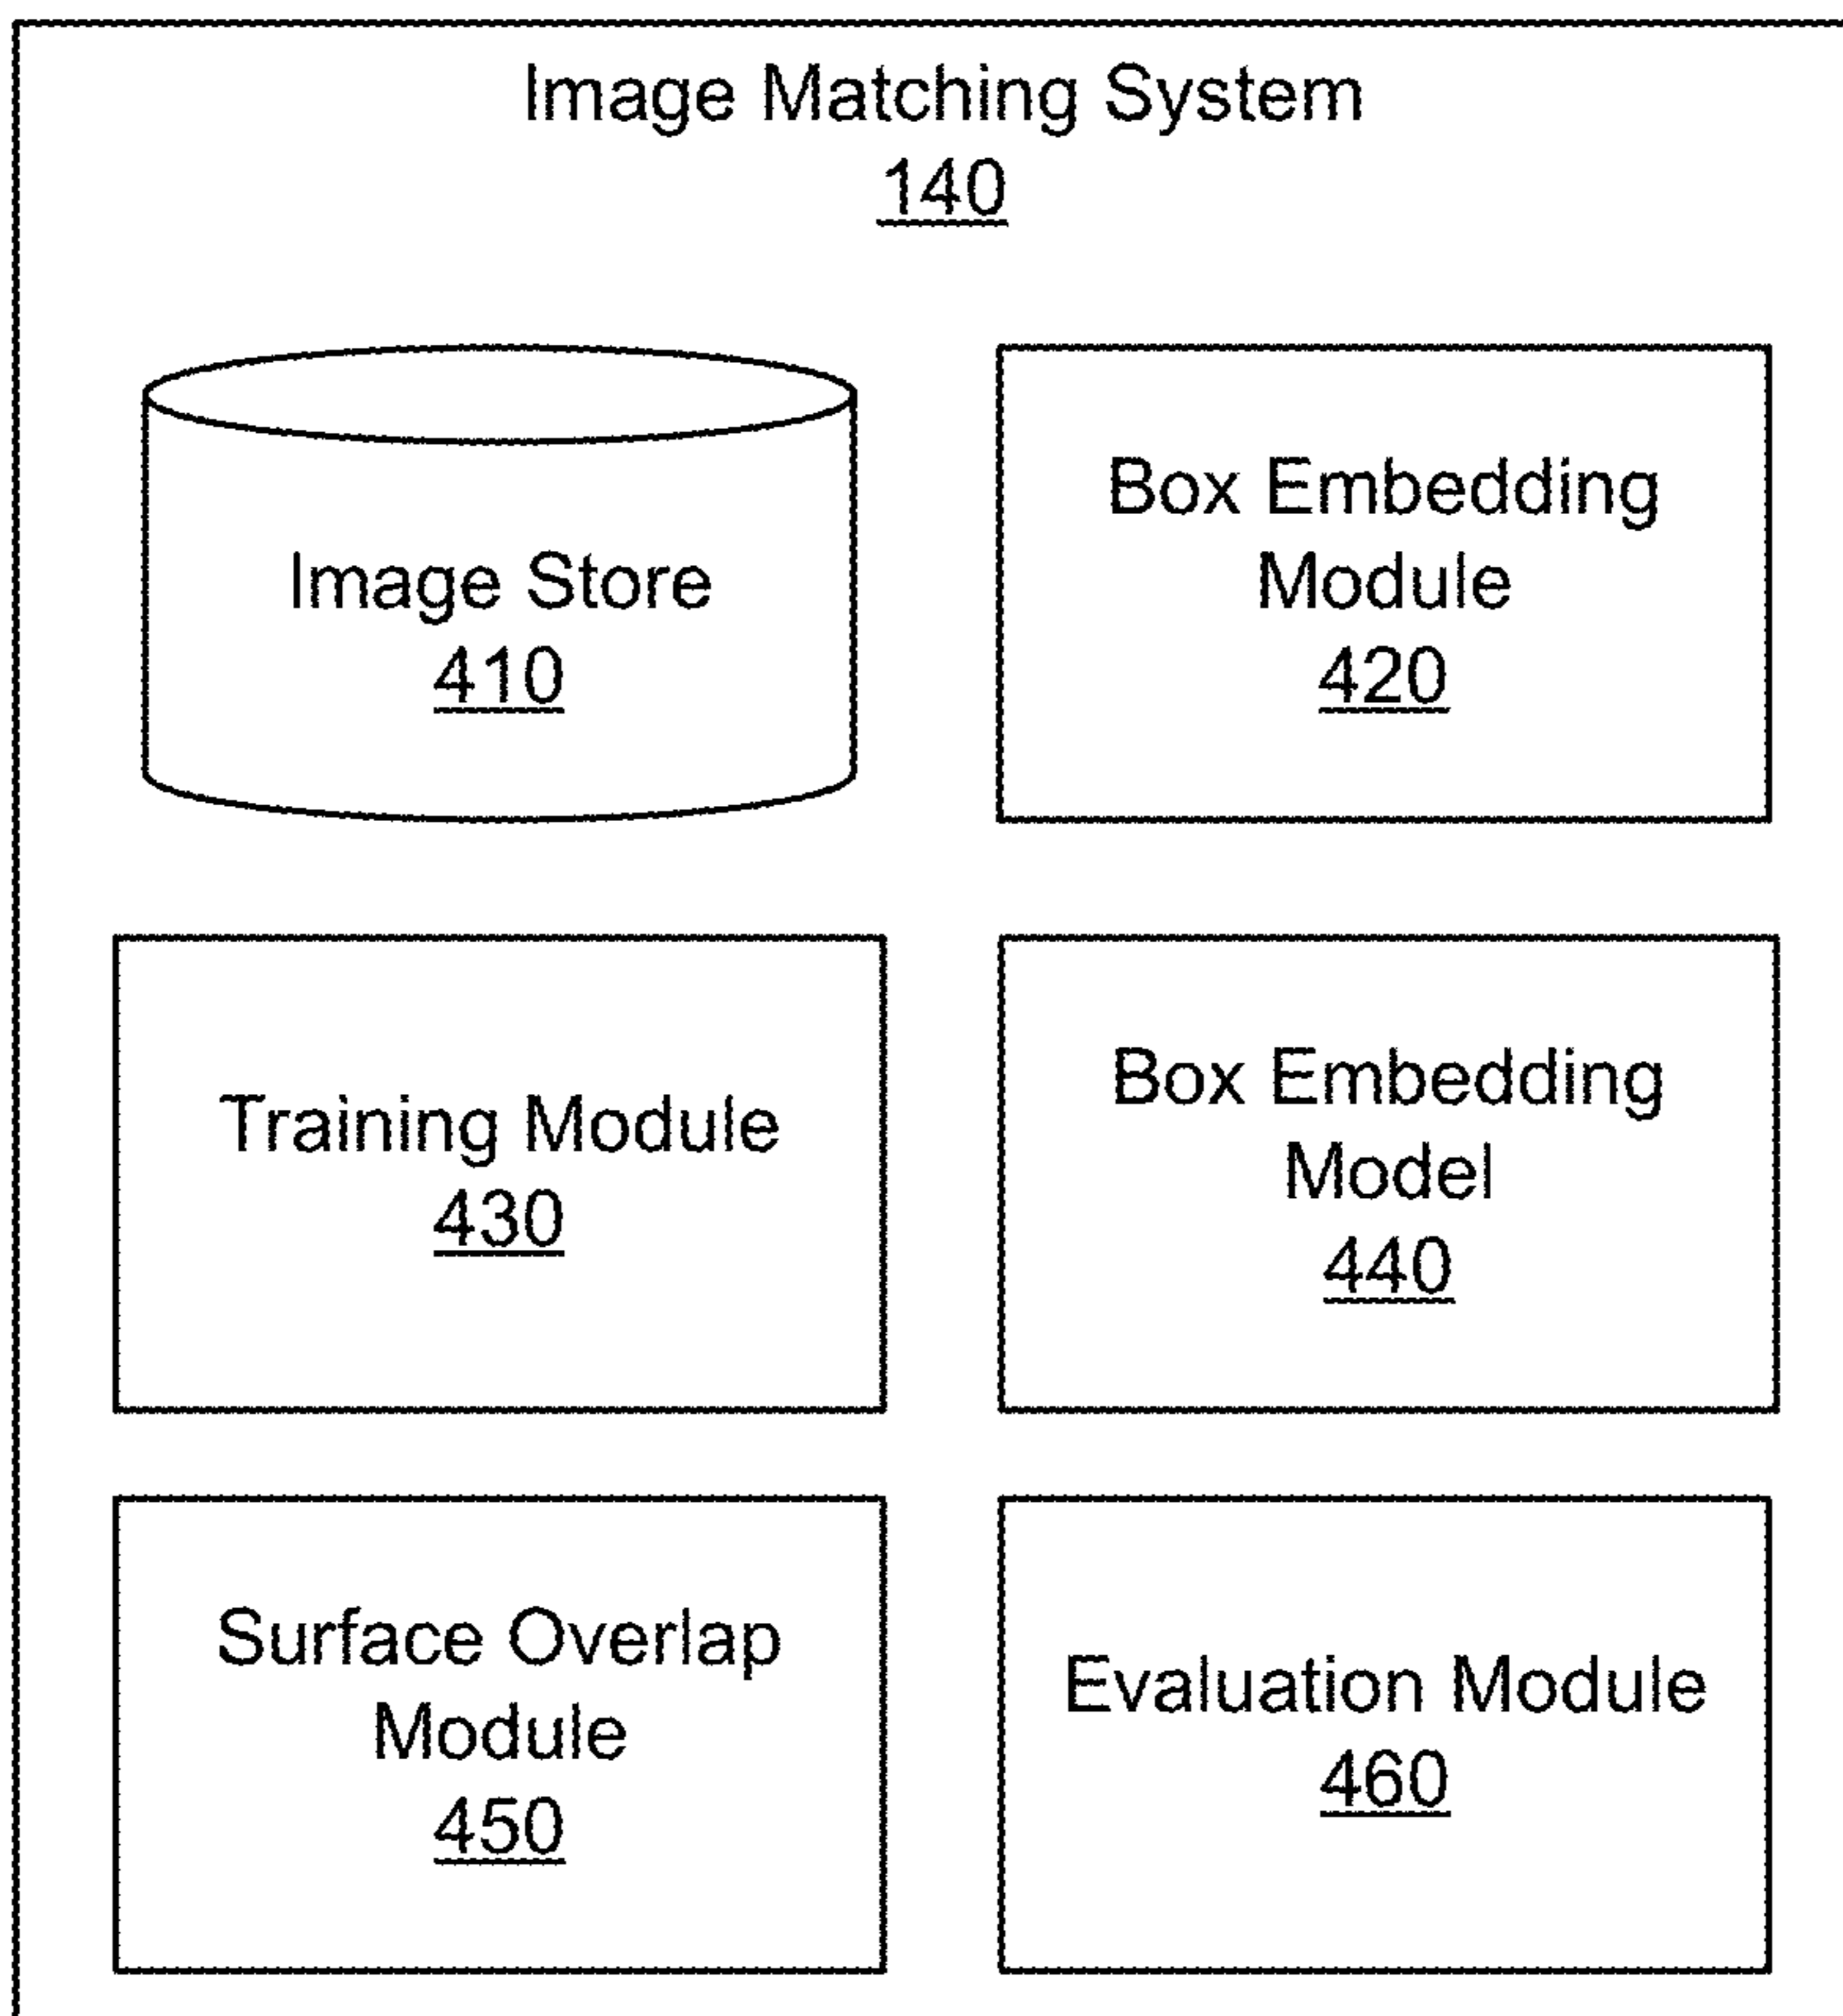 Image Matching System
140
Image Store
410
Box Embedding
Module
420
Training Module
430
Box Embedding
Model
440
Surface Overlap
Module
450
Evaluation Module
460